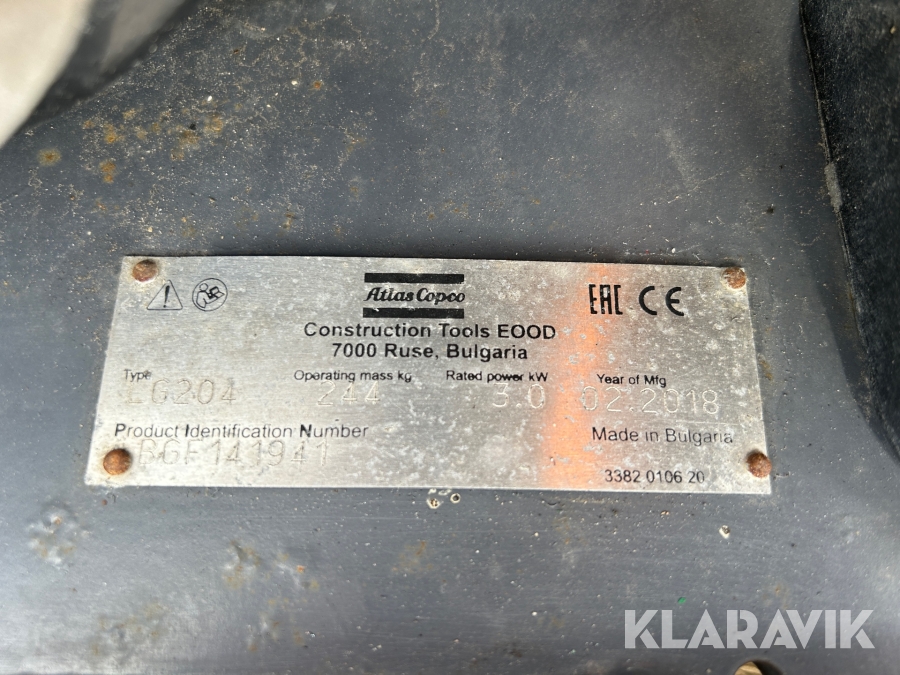 Atlas Copco
EAC CE
Construction Tools EOOD
7000 Ruse, Bulgaria
Type Operating mass kg Rated power kW Year of Mfg
LG204 244 3.0 02.2018
Product Identification Number Made in Bulgaria
3382 0106 20
KLARAVIK